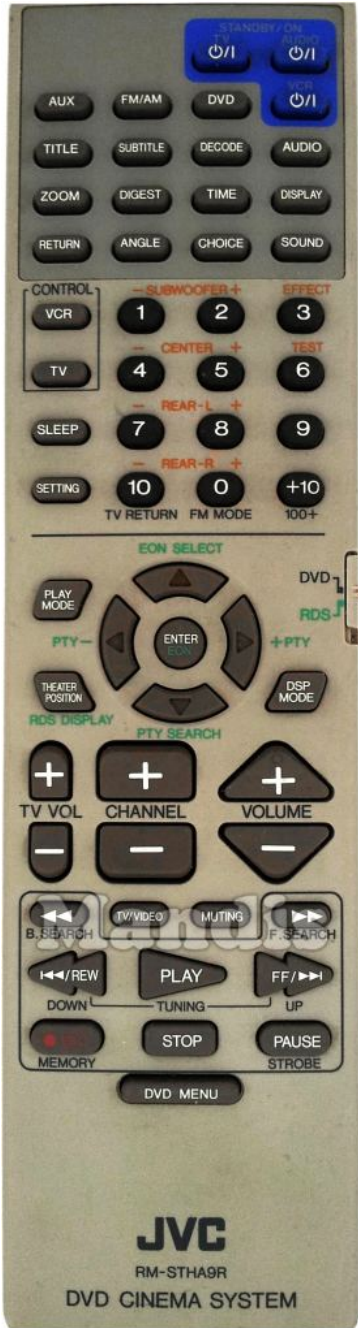 STANDBY/ON
TV AUDIO
⏻/I ⏻/I
VCR
AUX FM/AM DVD ⏻/I
TITLE SUBTITLE DECODE AUDIO
ZOOM DIGEST TIME DISPLAY
RETURN ANGLE CHOICE SOUND
CONTROL - SUBWOOFER + EFFECT
VCR 1 2 3
- CENTER + TEST
TV 4 5 6
- REAR-L +
SLEEP 7 8 9
- REAR-R +
SETTING 10 0 +10
TV RETURN FM MODE 100+
EON SELECT
DVD
PLAY
MODE
RDS
ENTER
EON
PTY - + PTY
THEATER
POSITION
DSP
MODE
RDS DISPLAY
PTY SEARCH
+ + +
TV VOL CHANNEL VOLUME
- - -
◀◀ TV/VIDEO MUTING ▶▶
B.SEARCH F.SEARCH
Mandis
I◀◀/REW PLAY FF/▶▶I
DOWN TUNING UP
STOP PAUSE
MEMORY STROBE
DVD MENU
JVC
RM-STHA9R
DVD CINEMA SYSTEM